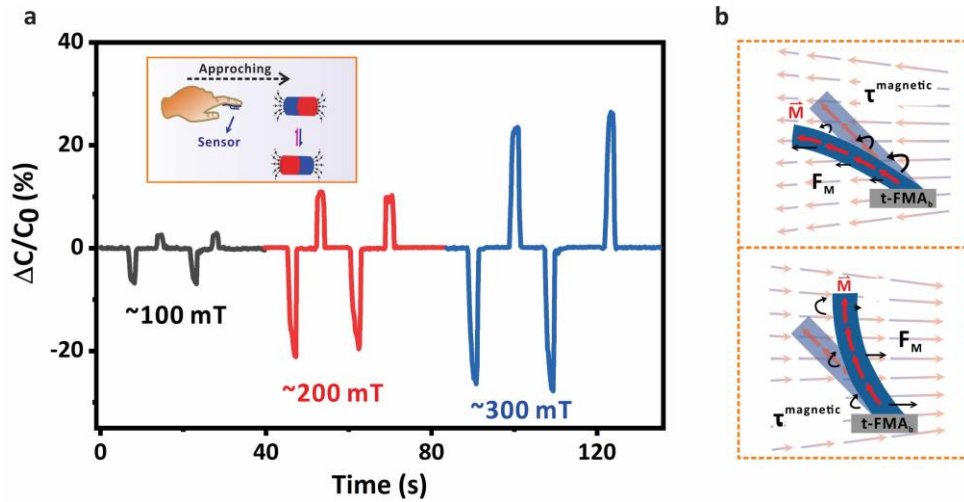 a
40
20
0
-20
ΔC/C0 (%)
Approching
Sensor
~100 mT
~200 mT
~300 mT
0
40
80
120
Time (s)
b
τmagnetic
M
FM
t-FMAb
M
FM
τmagnetic
t-FMAb